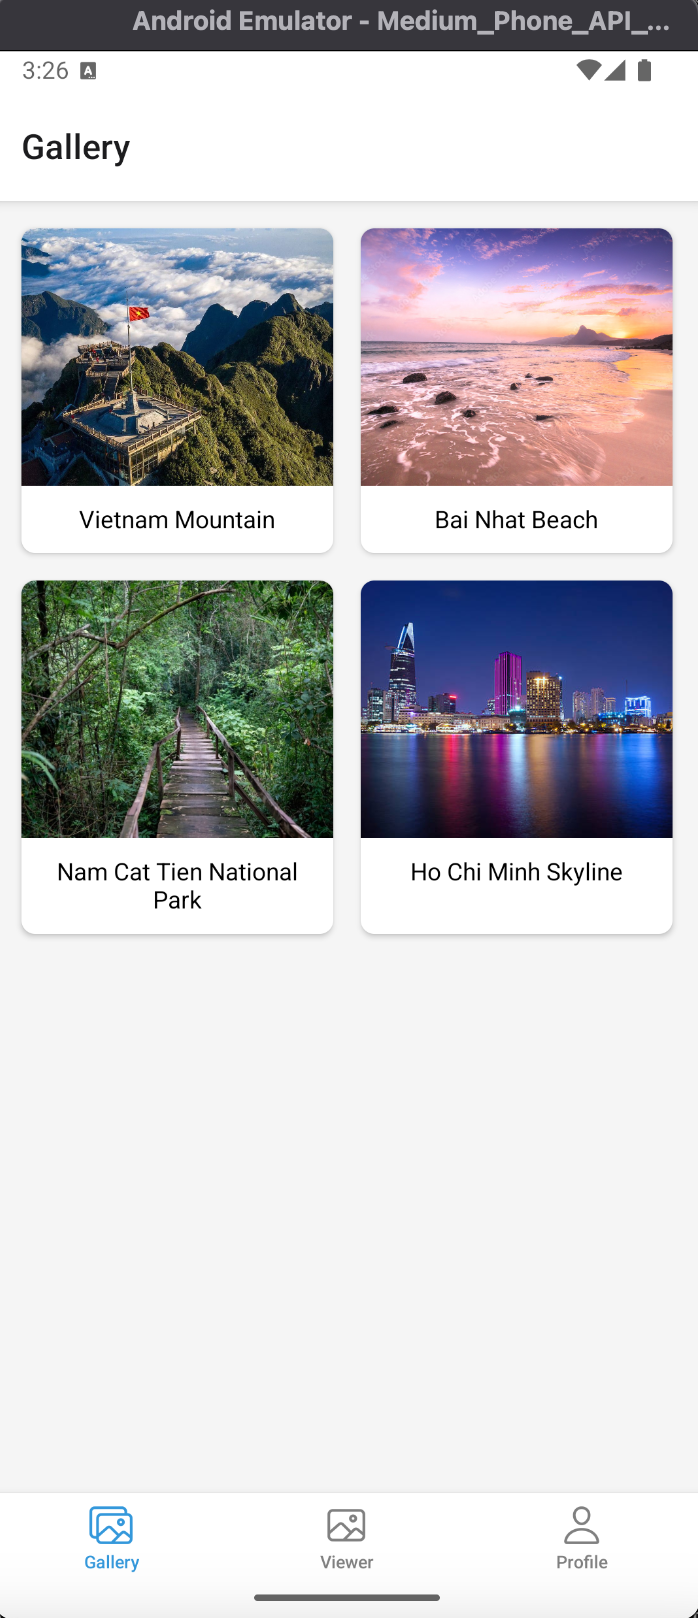 Android Emulator - Medium_Phone_API_...
3:26 A
Gallery
Vietnam Mountain
Bai Nhat Beach
Nam Cat Tien National
Park
Ho Chi Minh Skyline
Gallery
Viewer
Profile